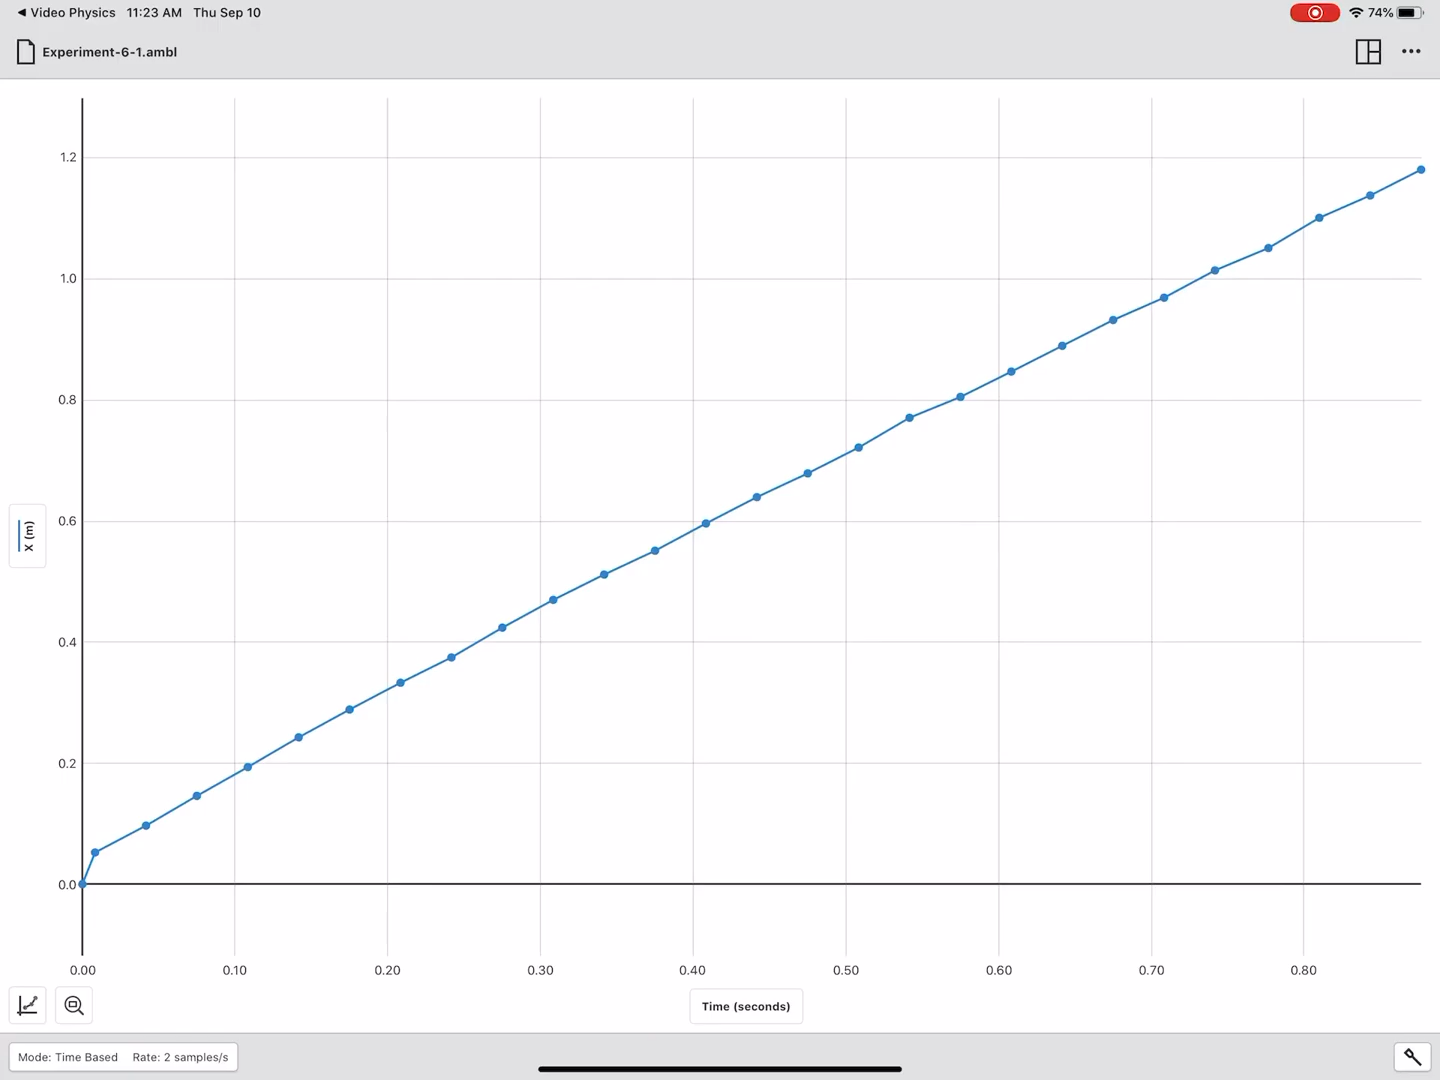 ◀ Video Physics 11:23 AM Thu Sep 10
74%
Experiment-6-1.ambl
1.2
1.0
0.8
0.6
0.4
0.2
0.0
X (m)
0.00 0.10 0.20 0.30 0.40 0.50 0.60 0.70 0.80
Time (seconds)
Mode: Time Based Rate: 2 samples/s